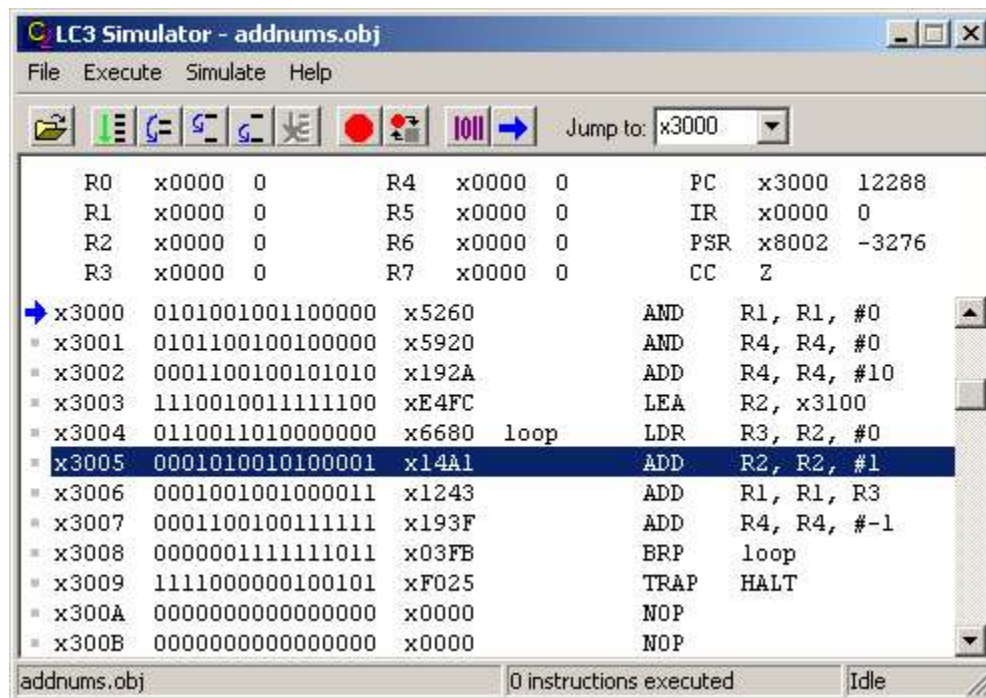 LC3 Simulator - addnums.obj
File Execute Simulate Help
Jump to: x3000
R0 x0000 0 R4 x0000 0 PC x3000 12288
R1 x0000 0 R5 x0000 0 IR x0000 0
R2 x0000 0 R6 x0000 0 PSR x8002 -3276
R3 x0000 0 R7 x0000 0 CC Z
x3000 0101001001100000 x5260 AND R1, R1, #0
x3001 0101100100100000 x5920 AND R4, R4, #0
x3002 0001100100101010 x192A ADD R4, R4, #10
x3003 1110010011111100 xE4FC LEA R2, x3100
x3004 0110011010000000 x6680 loop LDR R3, R2, #0
x3005 0001010010100001 x14A1 ADD R2, R2, #1
x3006 0001001001000011 x1243 ADD R1, R1, R3
x3007 0001100100111111 x193F ADD R4, R4, #-1
x3008 0000001111111011 x03FB BRP loop
x3009 1111000000100101 xF025 TRAP HALT
x300A 0000000000000000 x0000 NOP
x300B 0000000000000000 x0000 NOP
addnums.obj 0 instructions executed Idle